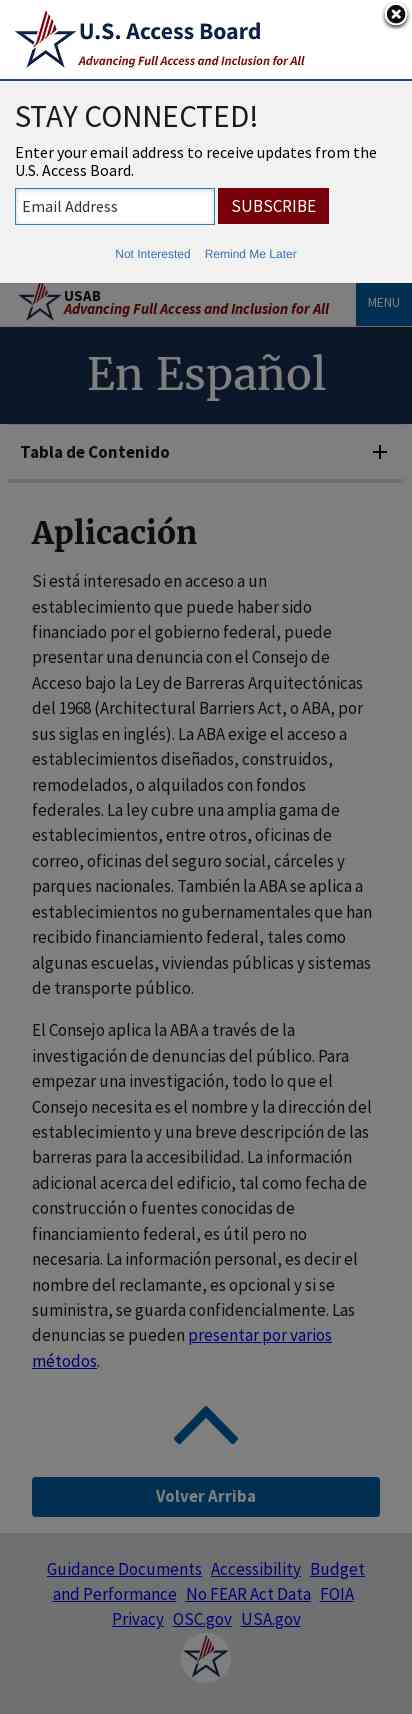 U.S. Access Board
Advancing Full Access and Inclusion for All
STAY CONNECTED!
Enter your email address to receive updates from the
U.S. Access Board.
Email Address
SUBSCRIBE
Not Interested Remind Me Later
USAB
Advancing Full Access and Inclusion for All
MENU
En Español
Tabla de Contenido
Aplicación
Si está interesado en acceso a un
establecimiento que puede haber sido
financiado por el gobierno federal, puede
presentar una denuncia con el Consejo de
Acceso bajo la Ley de Barreras Arquitectónicas
del 1968 (Architectural Barriers Act, o ABA, por
sus siglas en inglés). La ABA exige el acceso a
establecimientos diseñados, construidos,
remodelados, o alquilados con fondos
federales. La ley cubre una amplia gama de
establecimientos, entre otros, oficinas de
correo, oficinas del seguro social, cárceles y
parques nacionales. También la ABA se aplica a
establecimientos no gubernamentales que han
recibido financiamiento federal, tales como
algunas escuelas, viviendas públicas y sistemas
de transporte público.
El Consejo aplica la ABA a través de la
investigación de denuncias del público. Para
empezar una investigación, todo lo que el
Consejo necesita es el nombre y la dirección del
establecimiento y una breve descripción de las
barreras para la accesibilidad. La información
adicional acerca del edificio, tal como fecha de
construcción o fuentes conocidas de
financiamiento federal, es útil pero no
necesaria. La información personal, es decir el
nombre del reclamante, es opcional y si se
suministra, se guarda confidencialmente. Las
denuncias se pueden presentar por varios
métodos.
Volver Arriba
Guidance Documents Accessibility Budget
and Performance No FEAR Act Data FOIA
Privacy OSC.gov USA.gov